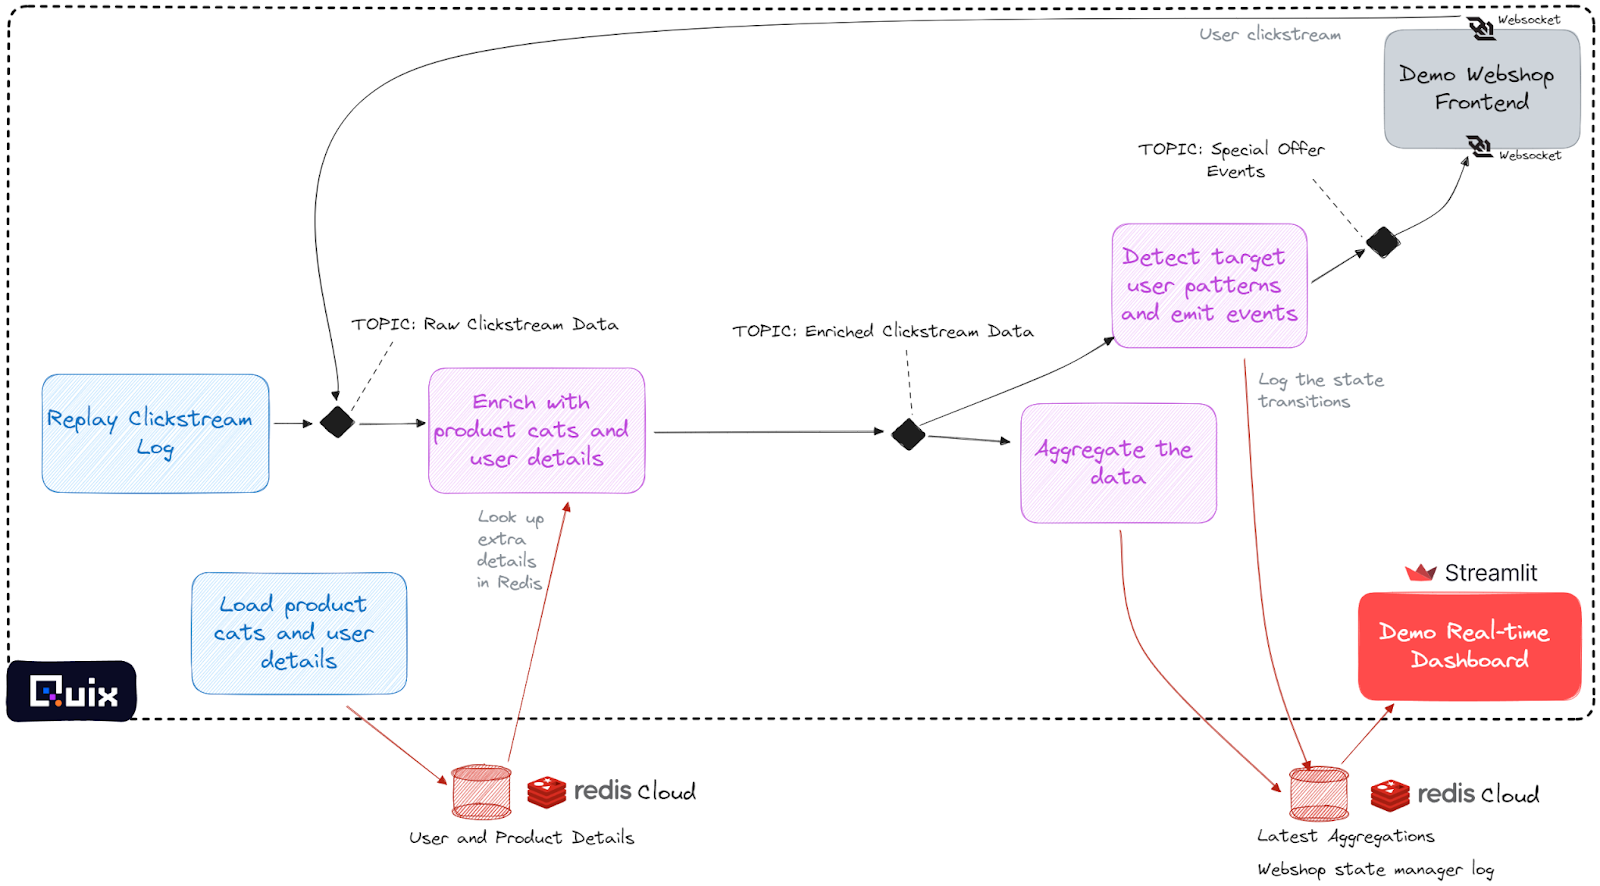 Websocket
User clickstream
Demo Webshop
Frontend
Websocket
TOPIC: Special Offer
Events
Detect target
user patterns
and emit events
TOPIC: Raw Clickstream Data
TOPIC: Enriched Clickstream Data
Replay Clickstream
Log
Enrich with
product cats and
user details
Log the state
transitions
Aggregate the
data
Look up
extra
details
in Redis
Streamlit
Load product
cats and user
details
Demo Real-time
Dashboard
Quix
redis Cloud
User and Product Details
redis Cloud
Latest Aggregations
Webshop state manager log